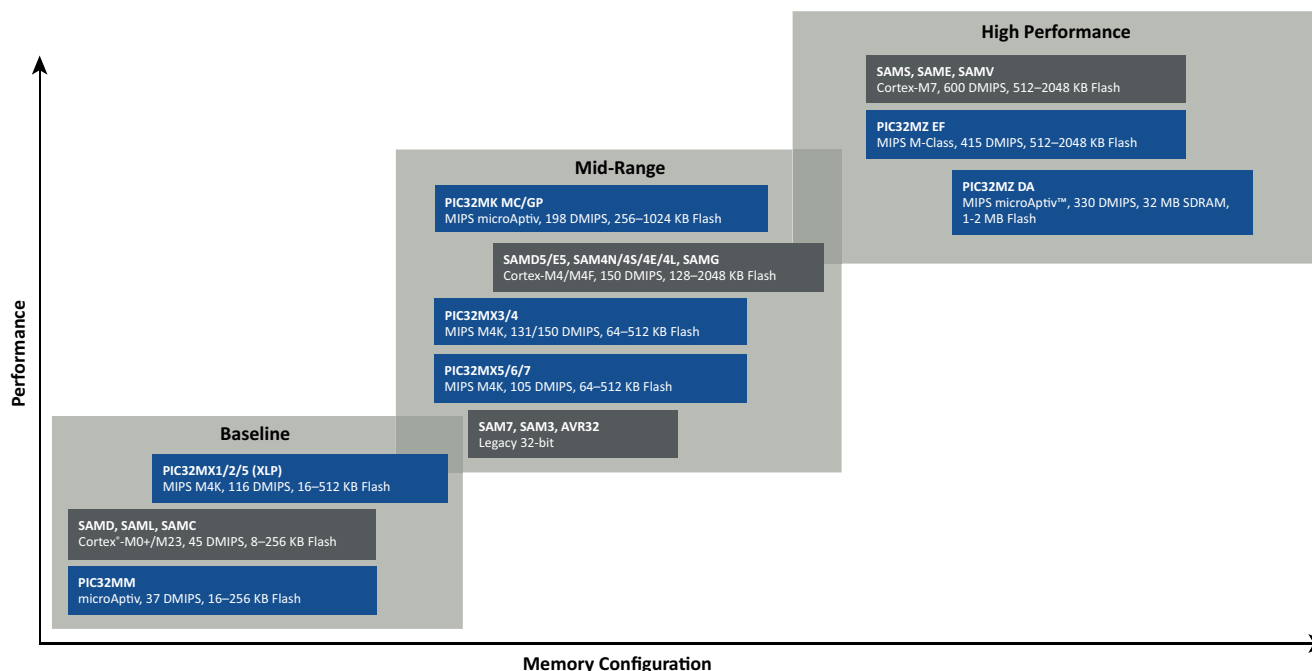 High Performance
SAMS, SAME, SAMV
Cortex-M7, 600 DMIPS, 512–2048 KB Flash
PIC32MZ EF
MIPS M-Class, 415 DMIPS, 512–2048 KB Flash
PIC32MZ DA
MIPS microAptiv™, 330 DMIPS, 32 MB SDRAM,
1-2 MB Flash
Mid-Range
PIC32MK MC/GP
MIPS microAptiv, 198 DMIPS, 256–1024 KB Flash
SAMD5/E5, SAM4N/4S/4E/4L, SAMG
Cortex-M4/M4F, 150 DMIPS, 128–2048 KB Flash
PIC32MX3/4
MIPS M4K, 131/150 DMIPS, 64–512 KB Flash
PIC32MX5/6/7
MIPS M4K, 105 DMIPS, 64–512 KB Flash
SAM7, SAM3, AVR32
Legacy 32-bit
Baseline
PIC32MX1/2/5 (XLP)
MIPS M4K, 116 DMIPS, 16–512 KB Flash
SAMD, SAML, SAMC
Cortex®-M0+/M23, 45 DMIPS, 8–256 KB Flash
PIC32MM
microAptiv, 37 DMIPS, 16–256 KB Flash
Performance
Memory Configuration